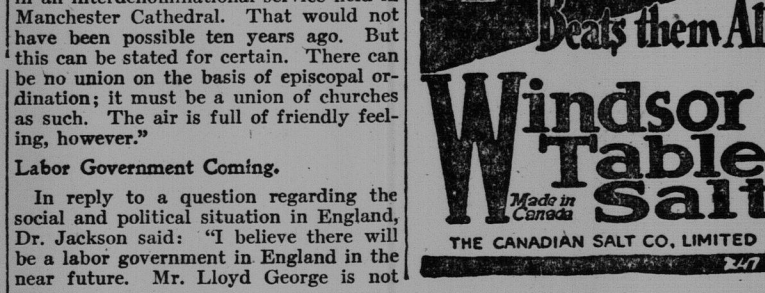 in an interdenominational service held in
Manchester Cathedral. That would not
have been possible ten years ago. But
this can be stated for certain. There can
be no union on the basis of episcopal or-
dination; it must be a union of churches
as such. The air is full of friendly feel-
ing, however.”
Labor Government Coming.
In reply to a question regarding the
social and political situation in England,
Dr. Jackson said: “I believe there will
be a labor government in England in the
near future. Mr. Lloyd George is not
Beats them Al
Windsor
Table
Salt
Made in
Canada
THE CANADIAN SALT CO, LIMITED
247